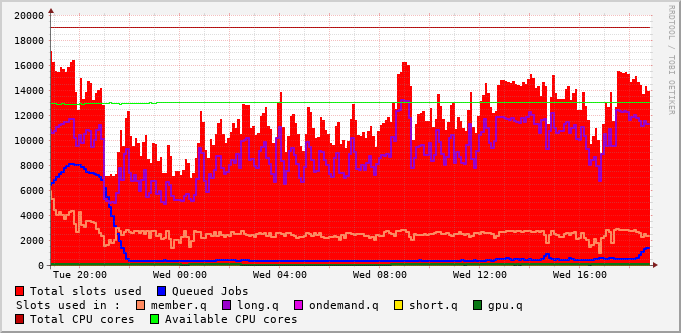 20000
18000
16000
14000
12000
10000
8000
6000
4000
2000
0
Tue 20:00 Wed 00:00 Wed 04:00 Wed 08:00 Wed 12:00 Wed 16:00
RRDTOOL / TOBI OETIKER
Total slots used Queued Jobs
Slots used in : member.q long.q ondemand.q short.q gpu.q
Total CPU cores Available CPU cores